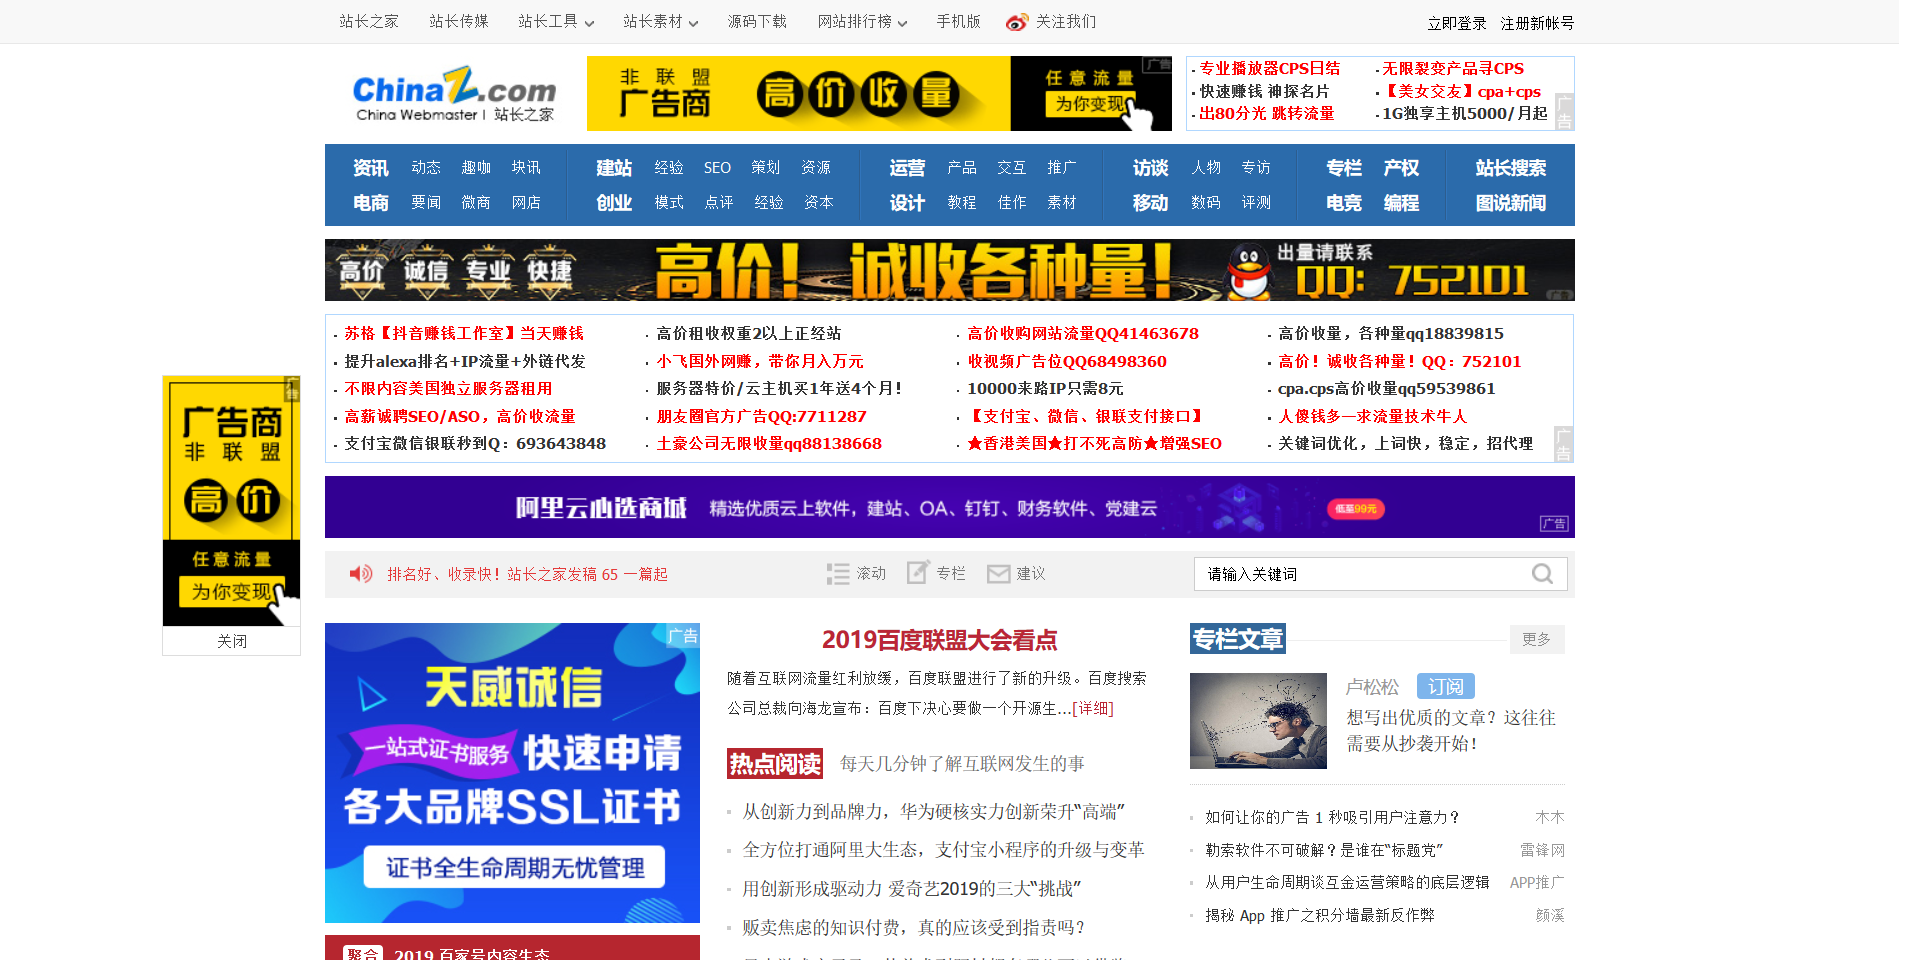 站长之家 站长传媒 站长工具 站长素材 源码下载 网站排行榜 手机版 关注我们 立即登录 注册新帐号
ChinaZ.com
China Webmaster | 站长之家
非联盟
广告商
高价收量
任意流量
为你变现
广告
·专业播放器CPS日结 ·无限裂变产品寻CPS
·快速赚钱 神探名片 ·【美女交友】cpa+cps
·出80分光 跳转流量 ·1G独享主机5000/月起
广告
资讯 动态 趣咖 块讯 建站 经验 SEO 策划 资源 运营 产品 交互 推广 访谈 人物 专访 专栏 产权 站长搜索
电商 要闻 微商 网店 创业 模式 点评 经验 资本 设计 教程 佳作 素材 移动 数码 评测 电竞 编程 图说新闻
高价 诚信 专业 快捷 高价！诚收各种量！ 出量请联系
QQ: 752101
广告
·苏格【抖音赚钱工作室】当天赚钱 ·高价租收权重2以上正经站 ·高价收购网站流量QQ41463678 ·高价收量，各种量qq18839815
·提升alexa排名+IP流量+外链代发 ·小飞国外网赚，带你月入万元 ·收视频广告位QQ68498360 ·高价！诚收各种量！QQ：752101
·不限内容美国独立服务器租用 ·服务器特价/云主机买1年送4个月！ ·10000来路IP只需8元 ·cpa.cps高价收量qq59539861
·高薪诚聘SEO/ASO，高价收流量 ·朋友圈官方广告QQ:7711287 ·【支付宝、微信、银联支付接口】 ·人傻钱多—求流量技术牛人
·支付宝微信银联秒到Q：693643848 ·土豪公司无限收量qq88138668 ·★香港美国★打不死高防★增强SEO ·关键词优化，上词快，稳定，招代理
广告
广告
广告商
非联盟
高价
任意流量
为你变现
关闭
阿里云心选商城 精选优质云上软件，建站、OA、钉钉、财务软件、党建云 低至99元
广告
排名好、收录快！站长之家发稿 65 一篇起 滚动 专栏 建议 请输入关键词
广告
天威诚信
一站式证书服务 快速申请
各大品牌SSL证书
证书全生命周期无忧管理
聚合 2019 百家号内容生态
2019百度联盟大会看点
随着互联网流量红利放缓，百度联盟进行了新的升级。百度搜索
公司总裁向海龙宣布：百度下决心要做一个开源生...[详细]
热点阅读 每天几分钟了解互联网发生的事
从创新力到品牌力，华为硬核实力创新荣升“高端”
全方位打通阿里大生态，支付宝小程序的升级与变革
用创新形成驱动力 爱奇艺2019的三大“挑战”
贩卖焦虑的知识付费，真的应该受到指责吗？
专栏文章 更多
卢松松 订阅
想写出优质的文章？这往往
需要从抄袭开始！
如何让你的广告 1 秒吸引用户注意力？ 木木
勒索软件不可破解？是谁在“标题党” 雷锋网
从用户生命周期谈互金运营策略的底层逻辑 APP推广
揭秘 App 推广之积分墙最新反作弊 颜溪